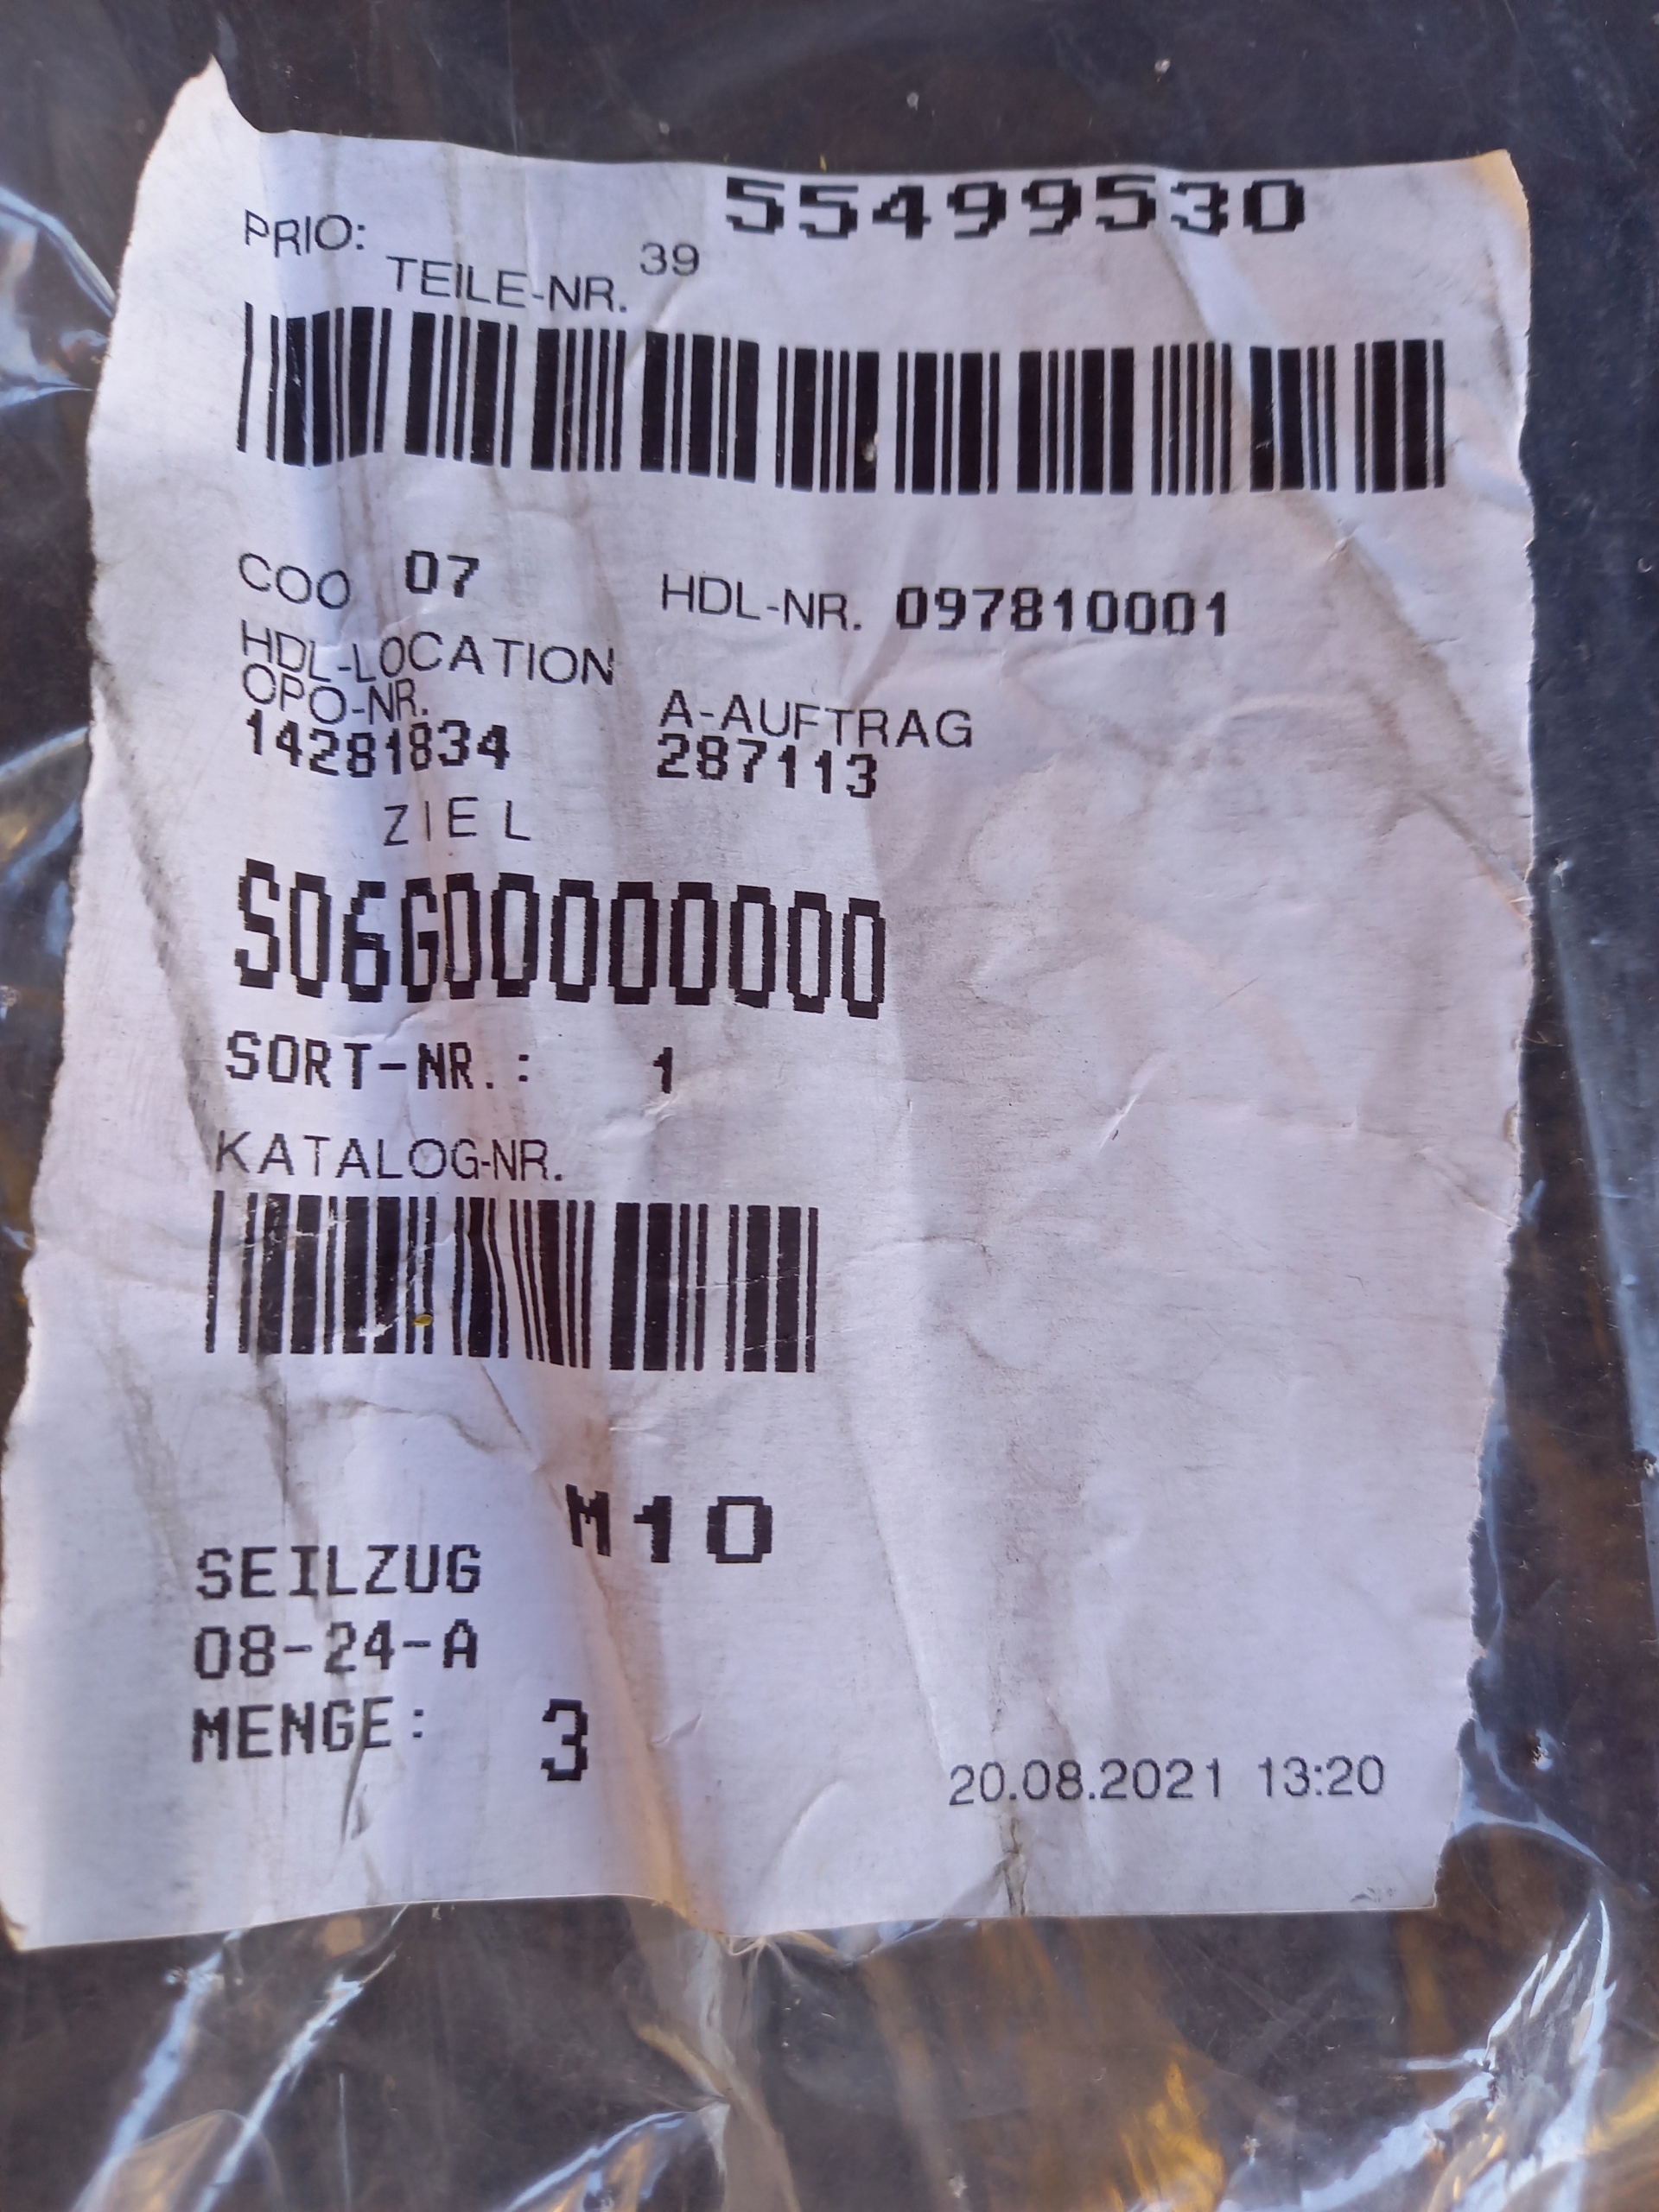 PRIO:
TEILE-NR. 39 55499530
COO 07 HDL-NR. 097810001
HDL-LOCATION
OPO-NR. A-AUFTRAG
14281834 287113
ZIEL
S06G00000000
SORT-NR.: 1
KATALOG-NR.
M10
SEILZUG
08-24-A
MENGE: 3
20.08.2021 13:20